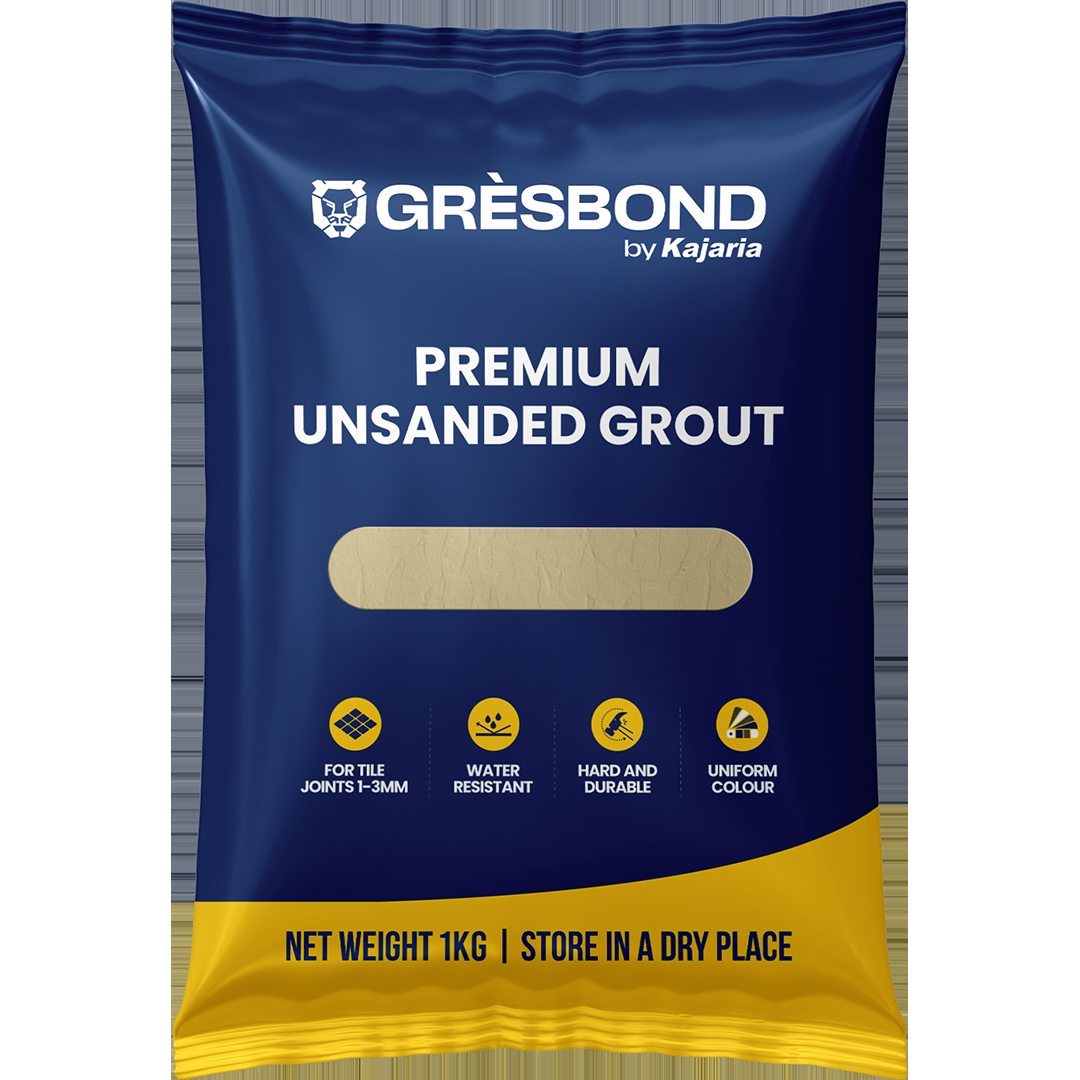 GRÈSBOND
by Kajaria
PREMIUM
UNSANDED GROUT
FOR TILE
JOINTS 1-3MM
WATER
RESISTANT
HARD AND
DURABLE
UNIFORM
COLOUR
NET WEIGHT 1KG | STORE IN A DRY PLACE